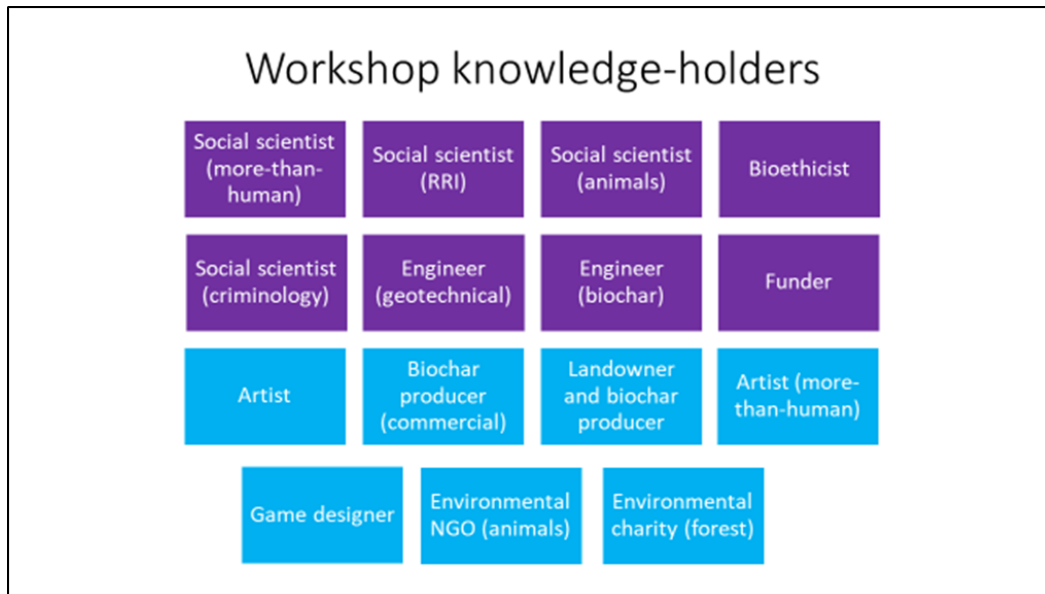 Workshop knowledge-holders
Social scientist
(more-than-
human)
Social scientist
(RRI)
Social scientist
(animals)
Bioethicist
Social scientist
(criminology)
Engineer
(geotechnical)
Engineer
(biochar)
Funder
Artist
Biochar
producer
(commercial)
Landowner
and biochar
producer
Artist (more-
than-human)
Game designer
Environmental
NGO (animals)
Environmental
charity (forest)